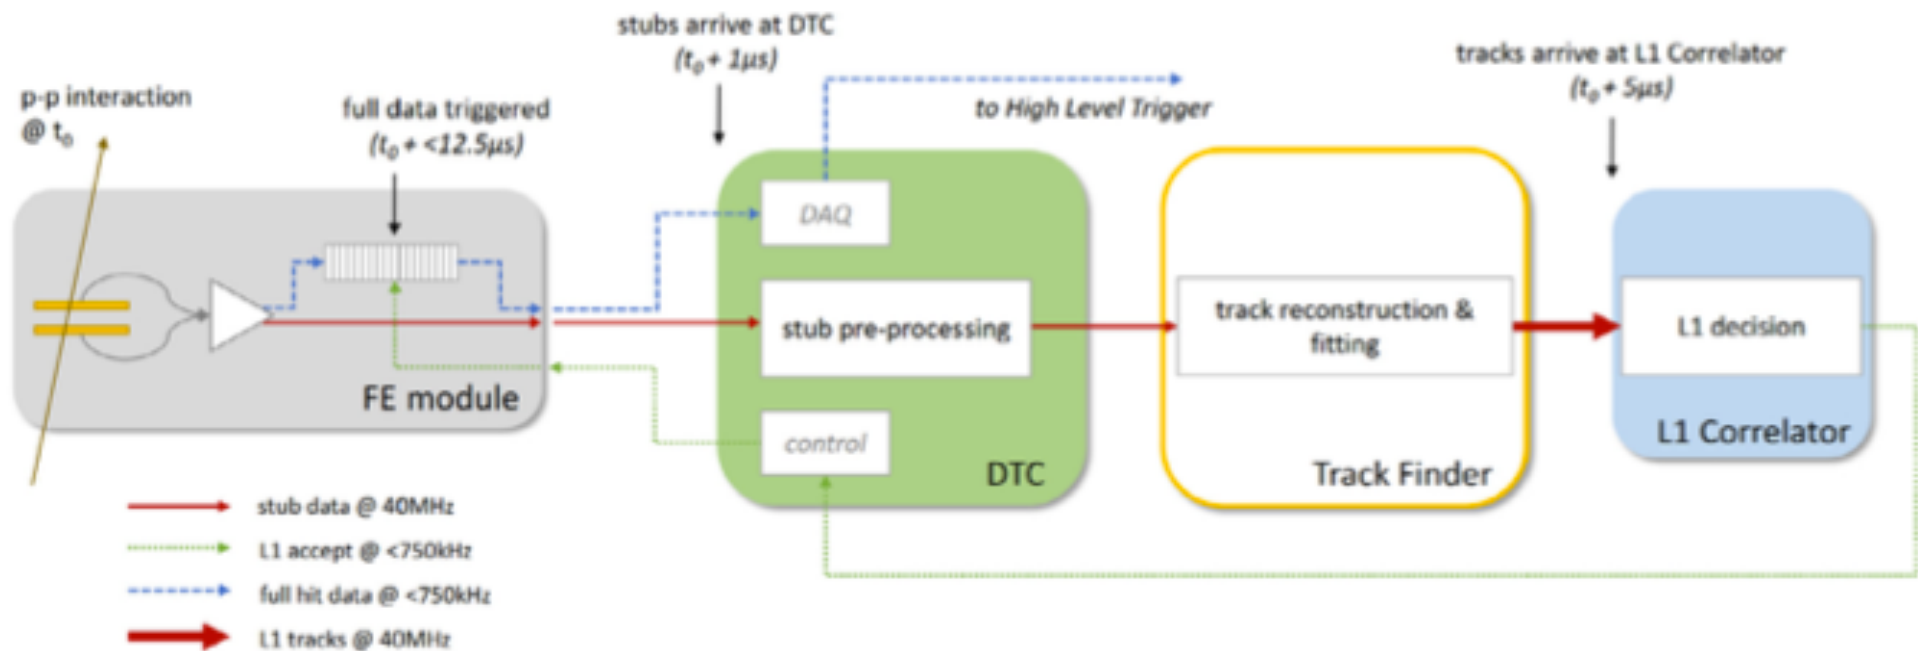 stubs arrive at DTC
(t₀ + 1μs)
tracks arrive at L1 Correlator
(t₀ + 5μs)
p-p interaction
@ t₀
full data triggered
(t₀ + <12.5μs)
to High Level Trigger
DAQ
stub pre-processing
track reconstruction &
fitting
L1 decision
FE module
control
DTC
Track Finder
L1 Correlator
stub data @ 40MHz
L1 accept @ <750kHz
full hit data @ <750kHz
L1 tracks @ 40MHz